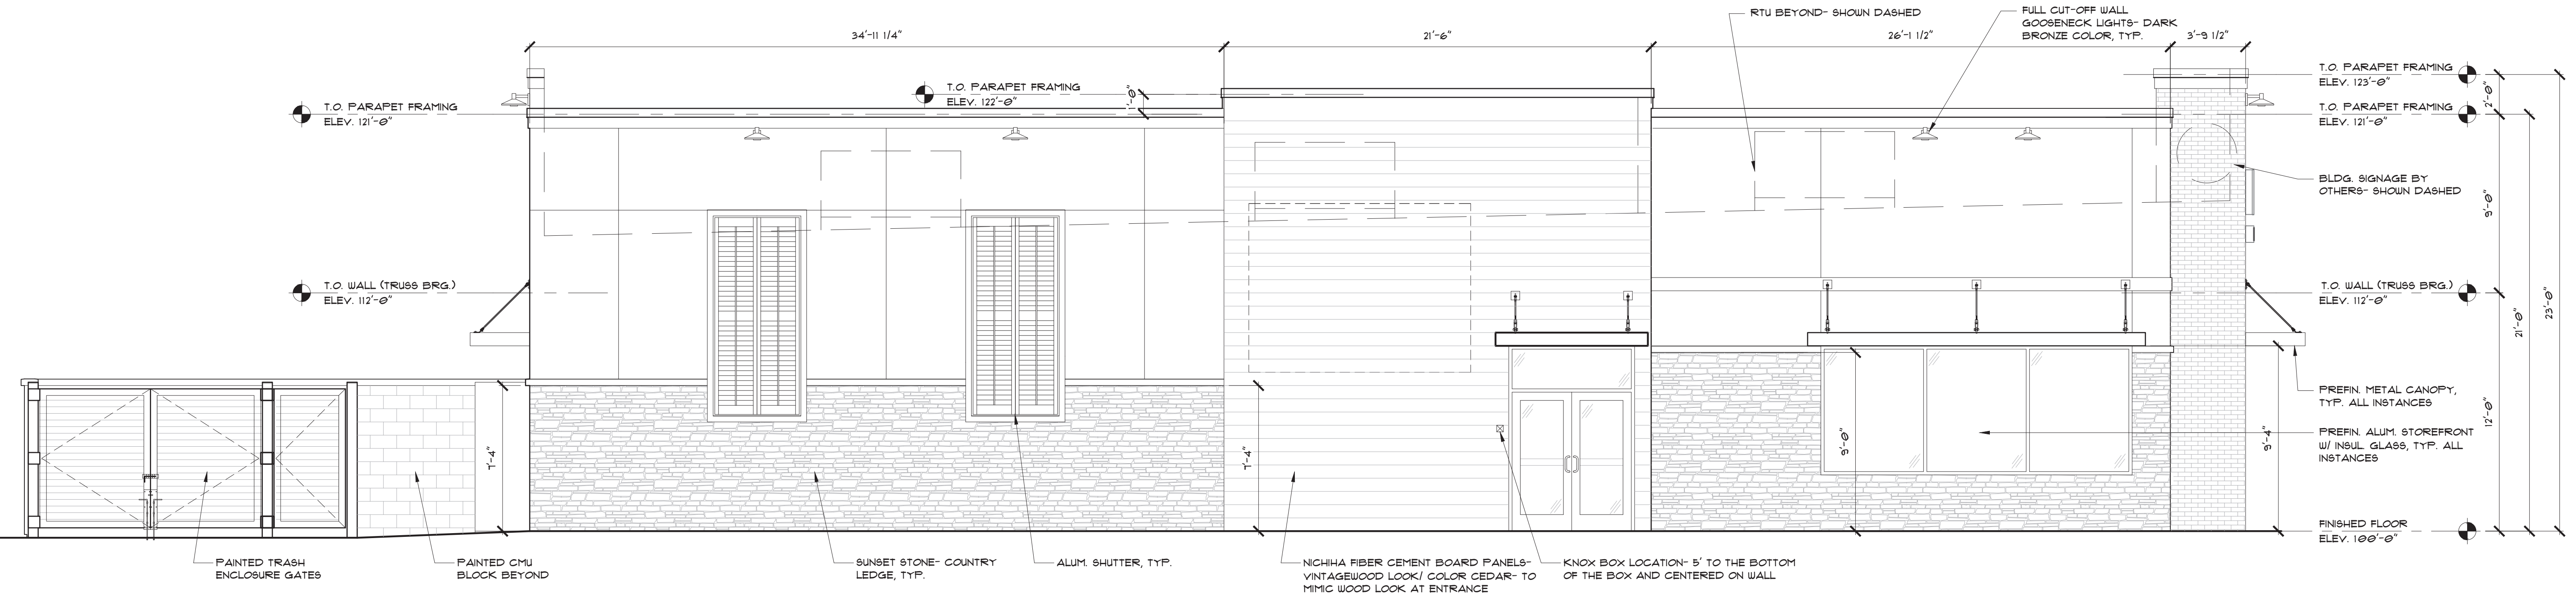 RTU BEYOND- SHOWN DASHED
FULL CUT-OFF WALL
GOOSENECK LIGHTS- DARK
BRONZE COLOR, TYP.
34'-11 1/4"
21'-6"
26'-1 1/2"
3'-9 1/2"
T.O. PARAPET FRAMING
ELEV. 121'-0"
T.O. PARAPET FRAMING
ELEV. 122'-0"
1'-0"
T.O. PARAPET FRAMING
ELEV. 123'-0"
T.O. PARAPET FRAMING
ELEV. 121'-0"
2'-0"
BLDG. SIGNAGE BY
OTHERS- SHOWN DASHED
9'-0"
T.O. WALL (TRUSS BRG.)
ELEV. 112'-0"
T.O. WALL (TRUSS BRG.)
ELEV. 112'-0"
21'-0"
23'-0"
PREFIN. METAL CANOPY,
TYP. ALL INSTANCES
12'-0"
PREFIN. ALUM. STOREFRONT
W/ INSUL GLASS, TYP. ALL
INSTANCES
7'-4"
7'-4"
9'-0"
9'-4"
FINISHED FLOOR
ELEV. 100'-0"
PAINTED TRASH
ENCLOSURE GATES
PAINTED CMU
BLOCK BEYOND
SUNSET STONE- COUNTRY
LEDGE, TYP.
ALUM. SHUTTER, TYP.
NICHIHA FIBER CEMENT BOARD PANELS-
VINTAGEWOOD LOOK/ COLOR CEDAR- TO
MIMIC WOOD LOOK AT ENTRANCE
KNOX BOX LOCATION- 5' TO THE BOTTOM
OF THE BOX AND CENTERED ON WALL